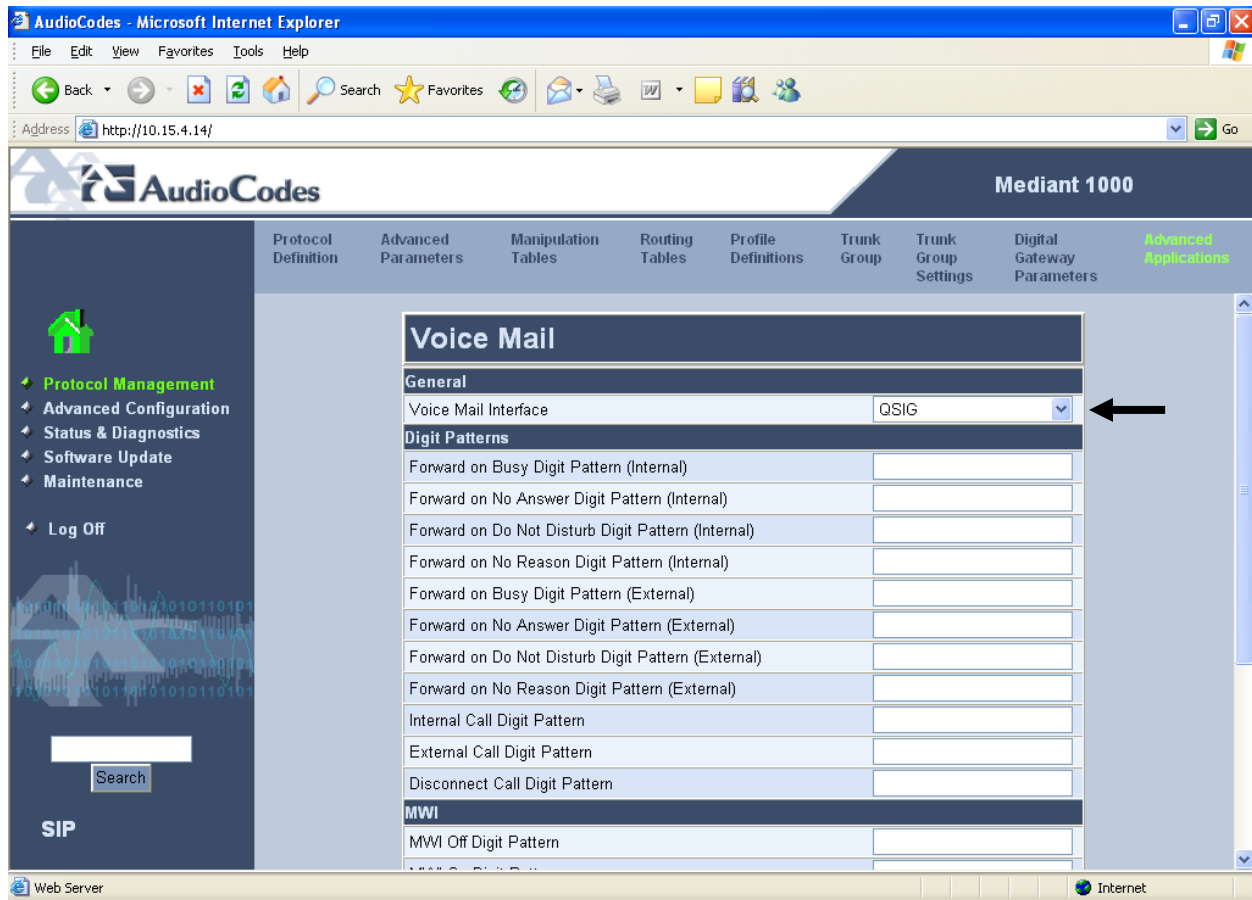 AudioCodes - Microsoft Internet Explorer
File Edit View Favorites Tools Help
Back Search Favorites
Address http://10.15.4.14/ Go
AudioCodes Mediant 1000
Protocol Definition
Advanced Parameters
Manipulation Tables
Routing Tables
Profile Definitions
Trunk Group
Trunk Group Settings
Digital Gateway Parameters
Advanced Applications
Protocol Management
Advanced Configuration
Status & Diagnostics
Software Update
Maintenance
Log Off
Search
SIP
Voice Mail
General
Voice Mail Interface QSIG
Digit Patterns
Forward on Busy Digit Pattern (Internal)
Forward on No Answer Digit Pattern (Internal)
Forward on Do Not Disturb Digit Pattern (Internal)
Forward on No Reason Digit Pattern (Internal)
Forward on Busy Digit Pattern (External)
Forward on No Answer Digit Pattern (External)
Forward on Do Not Disturb Digit Pattern (External)
Forward on No Reason Digit Pattern (External)
Internal Call Digit Pattern
External Call Digit Pattern
Disconnect Call Digit Pattern
MWI
MWI Off Digit Pattern
Web Server Internet